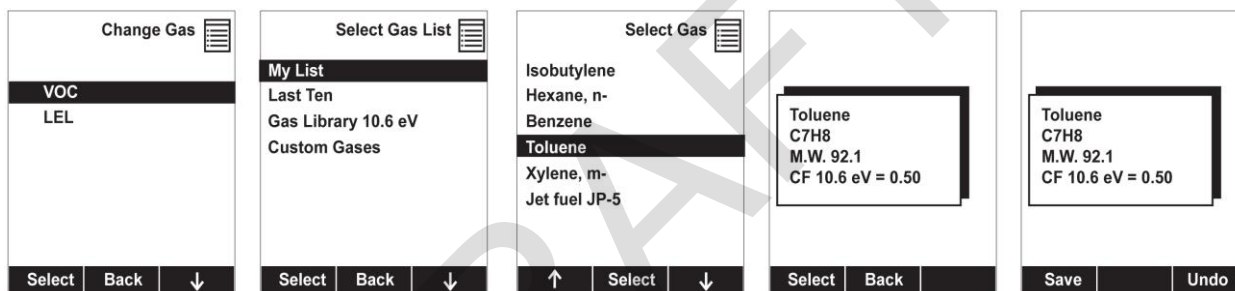 Change Gas
VOC
LEL
Select Back ↓
Select Gas List
My List
Last Ten
Gas Library 10.6 eV
Custom Gases
Select Back ↓
Select Gas
Isobutylene
Hexane, n-
Benzene
Toluene
Xylene, m-
Jet fuel JP-5
↑ Select ↓
Toluene
C7H8
M.W. 92.1
CF 10.6 eV = 0.50
Select Back
Toluene
C7H8
M.W. 92.1
CF 10.6 eV = 0.50
Save Undo